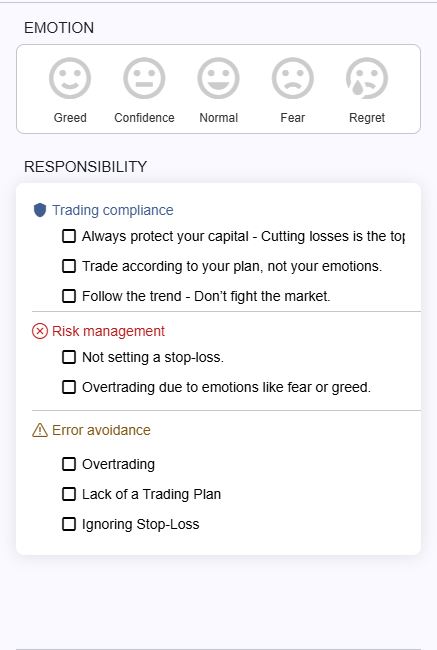 EMOTION
Greed Confidence Normal Fear Regret
RESPONSIBILITY
Trading compliance
Always protect your capital - Cutting losses is the top
Trade according to your plan, not your emotions.
Follow the trend - Don’t fight the market.
Risk management
Not setting a stop-loss.
Overtrading due to emotions like fear or greed.
Error avoidance
Overtrading
Lack of a Trading Plan
Ignoring Stop-Loss